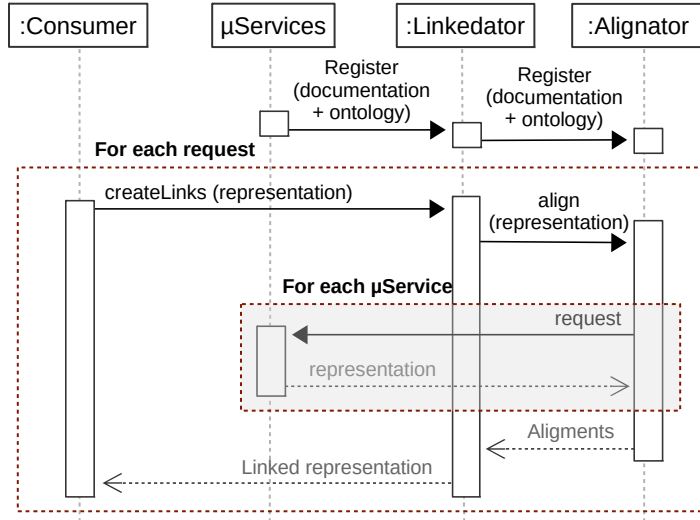 :Consumer
µServices
:Linkedator
:Alignator
Register
(documentation
+ ontology)
Register
(documentation
+ ontology)
For each request
createLinks (representation)
align
(representation)
For each µService
request
representation
Aligments
Linked representation